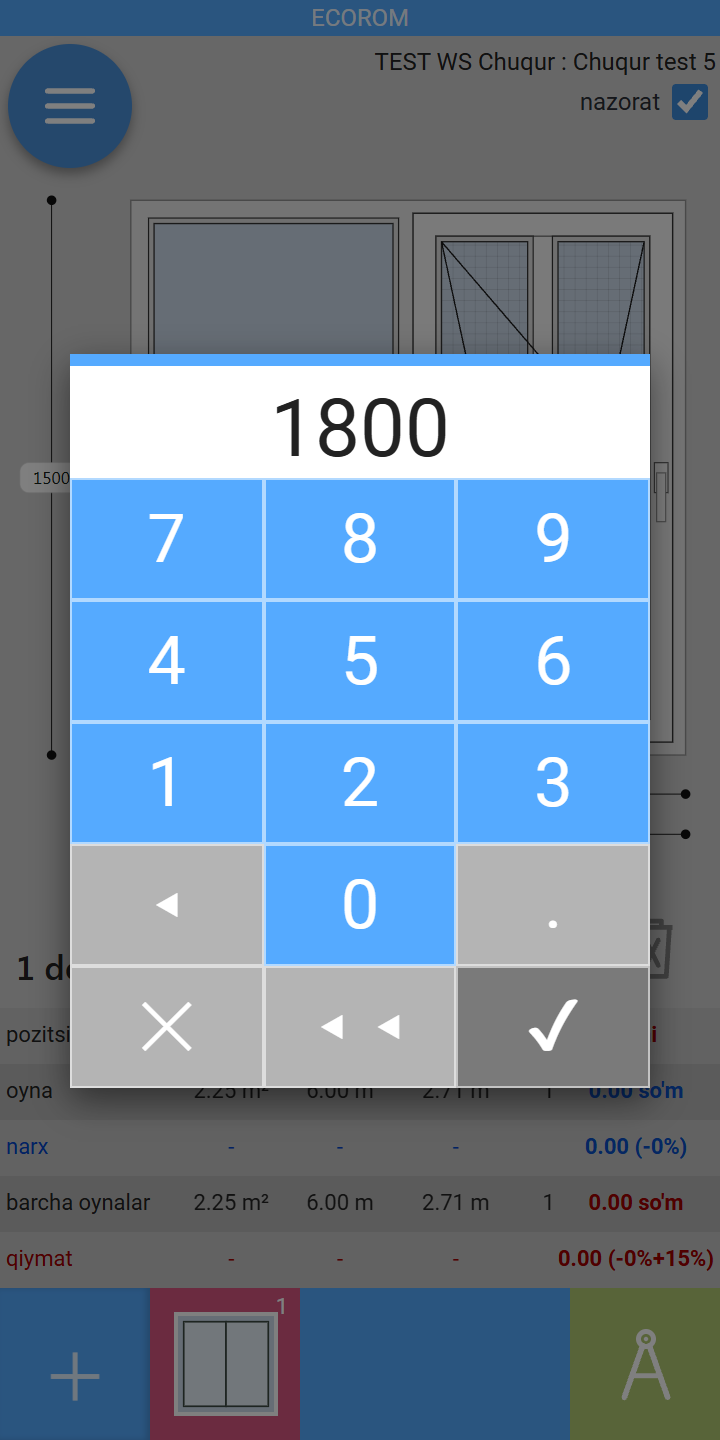 ECOROM
TEST WS Chuqur : Chuqur test 5
nazorat
1800
1500
7 8 9
4 5 6
1 2 3
0 .
1
oyna 2.25 m² 6.00 m 2.71 m 1 0.00 so'm
narx - - - 0.00 (-0%)
barcha oynalar 2.25 m² 6.00 m 2.71 m 1 0.00 so'm
qiymat - - - 0.00 (-0%+15%)
1